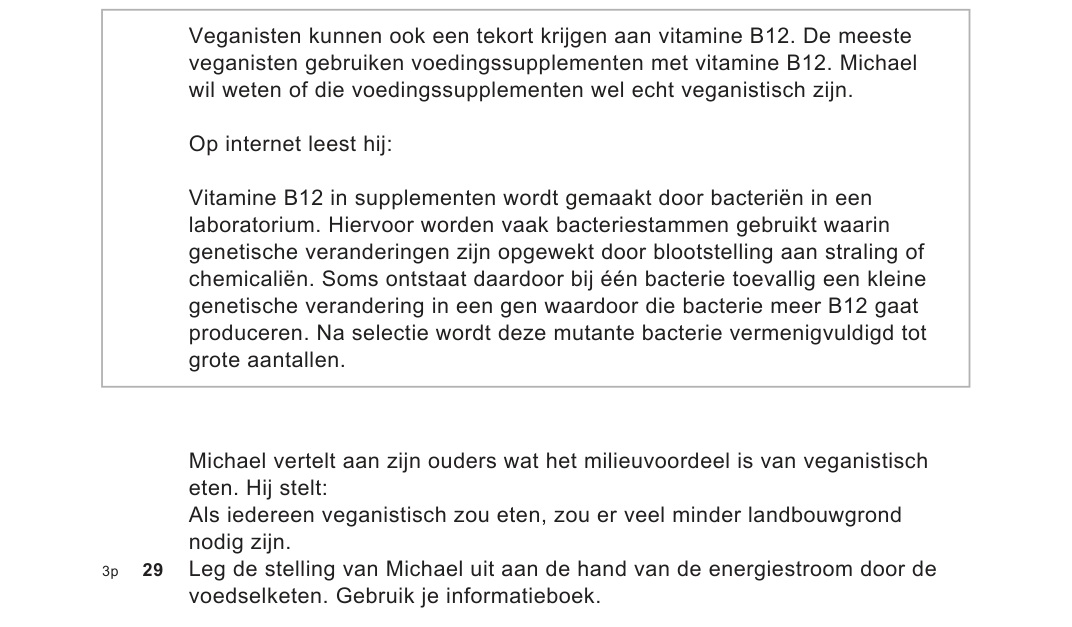 Veganisten kunnen ook een tekort krijgen aan vitamine B12. De meeste
veganisten gebruiken voedingssupplementen met vitamine B12. Michael
wil weten of die voedingssupplementen wel echt veganistisch zijn.
Op internet leest hij:
Vitamine B12 in supplementen wordt gemaakt door bacteriën in een
laboratorium. Hiervoor worden vaak bacteriestammen gebruikt waarin
genetische veranderingen zijn opgewekt door blootstelling aan straling of
chemicaliën. Soms ontstaat daardoor bij één bacterie toevallig een kleine
genetische verandering in een gen waardoor die bacterie meer B12 gaat
produceren. Na selectie wordt deze mutante bacterie vermenigvuldigd tot
grote aantallen.
Michael vertelt aan zijn ouders wat het milieuvoordeel is van veganistisch
eten. Hij stelt:
Als iedereen veganistisch zou eten, zou er veel minder landbouwgrond
nodig zijn.
3p 29 Leg de stelling van Michael uit aan de hand van de energiestroom door de
voedselketen. Gebruik je informatieboek.